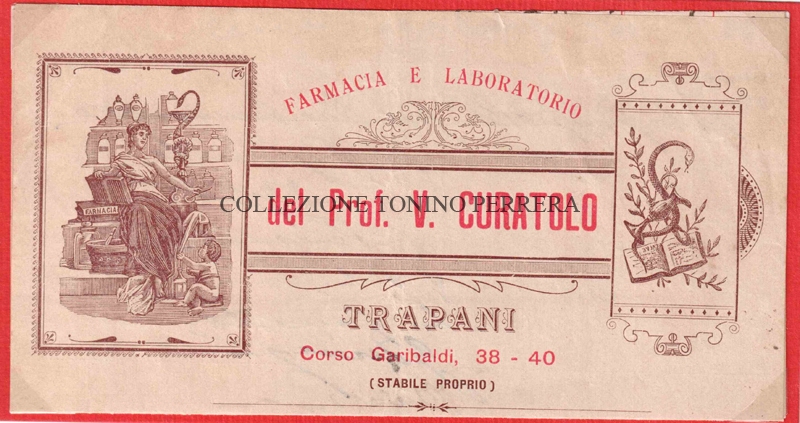 FARMACIA E LABORATORIO
del Prof. V. CURATOLO
COLLEZIONE TONINO PERRERA
FARMACIA
TRAPANI
Corso Garibaldi, 38 - 40
(STABILE PROPRIO)